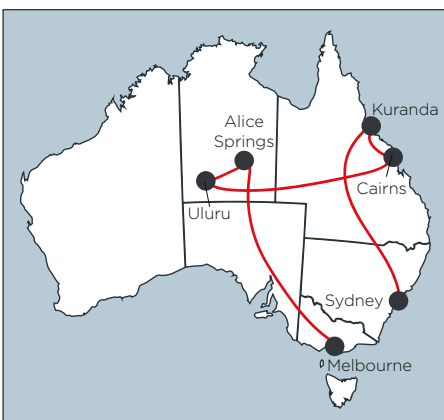 Kuranda
Alice
Springs
Cairns
Uluru
Sydney
Melbourne